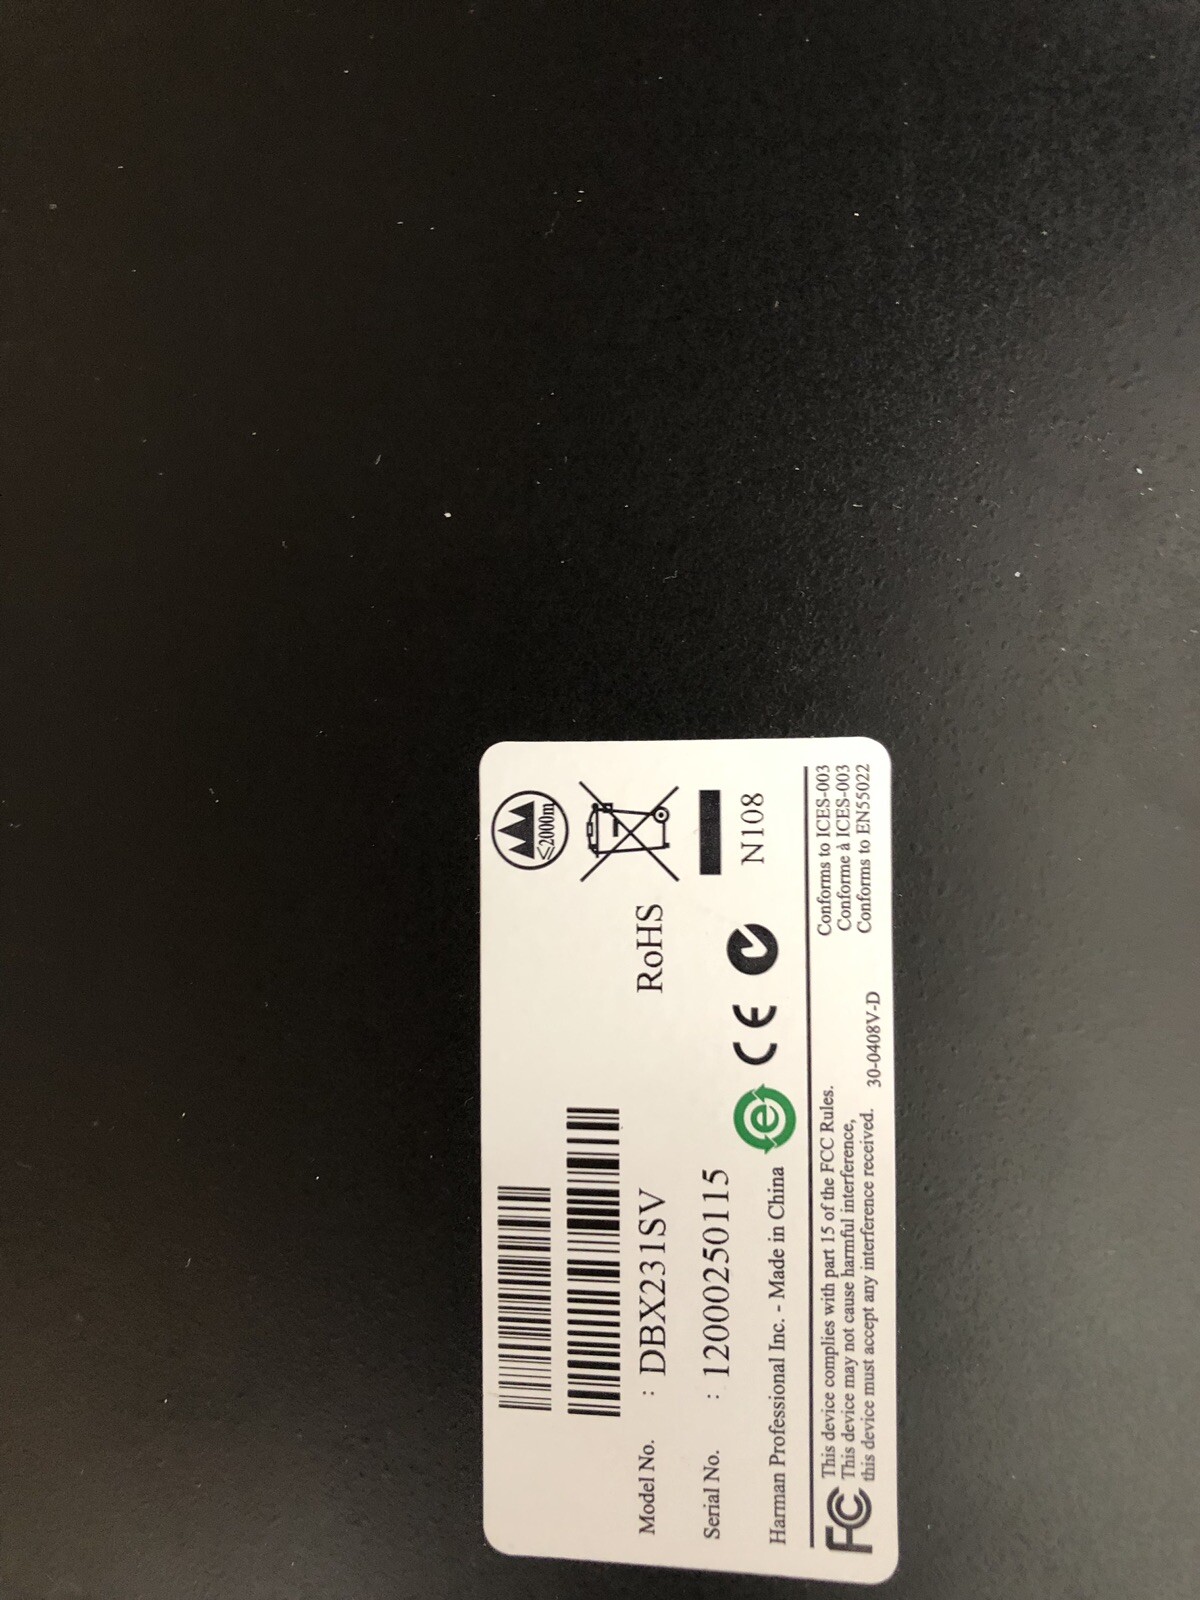 ≤2000m
Model No. : DBX231SV
RoHS
Serial No. : 12000250115
Harman Professional Inc. - Made in China
e
CE
N108
FC This device complies with part 15 of the FCC Rules.
This device may not cause harmful interference,
this device must accept any interference received.
30-0408V-D
Conforms to ICES-003
Conforme à ICES-003
Conforms to EN55022